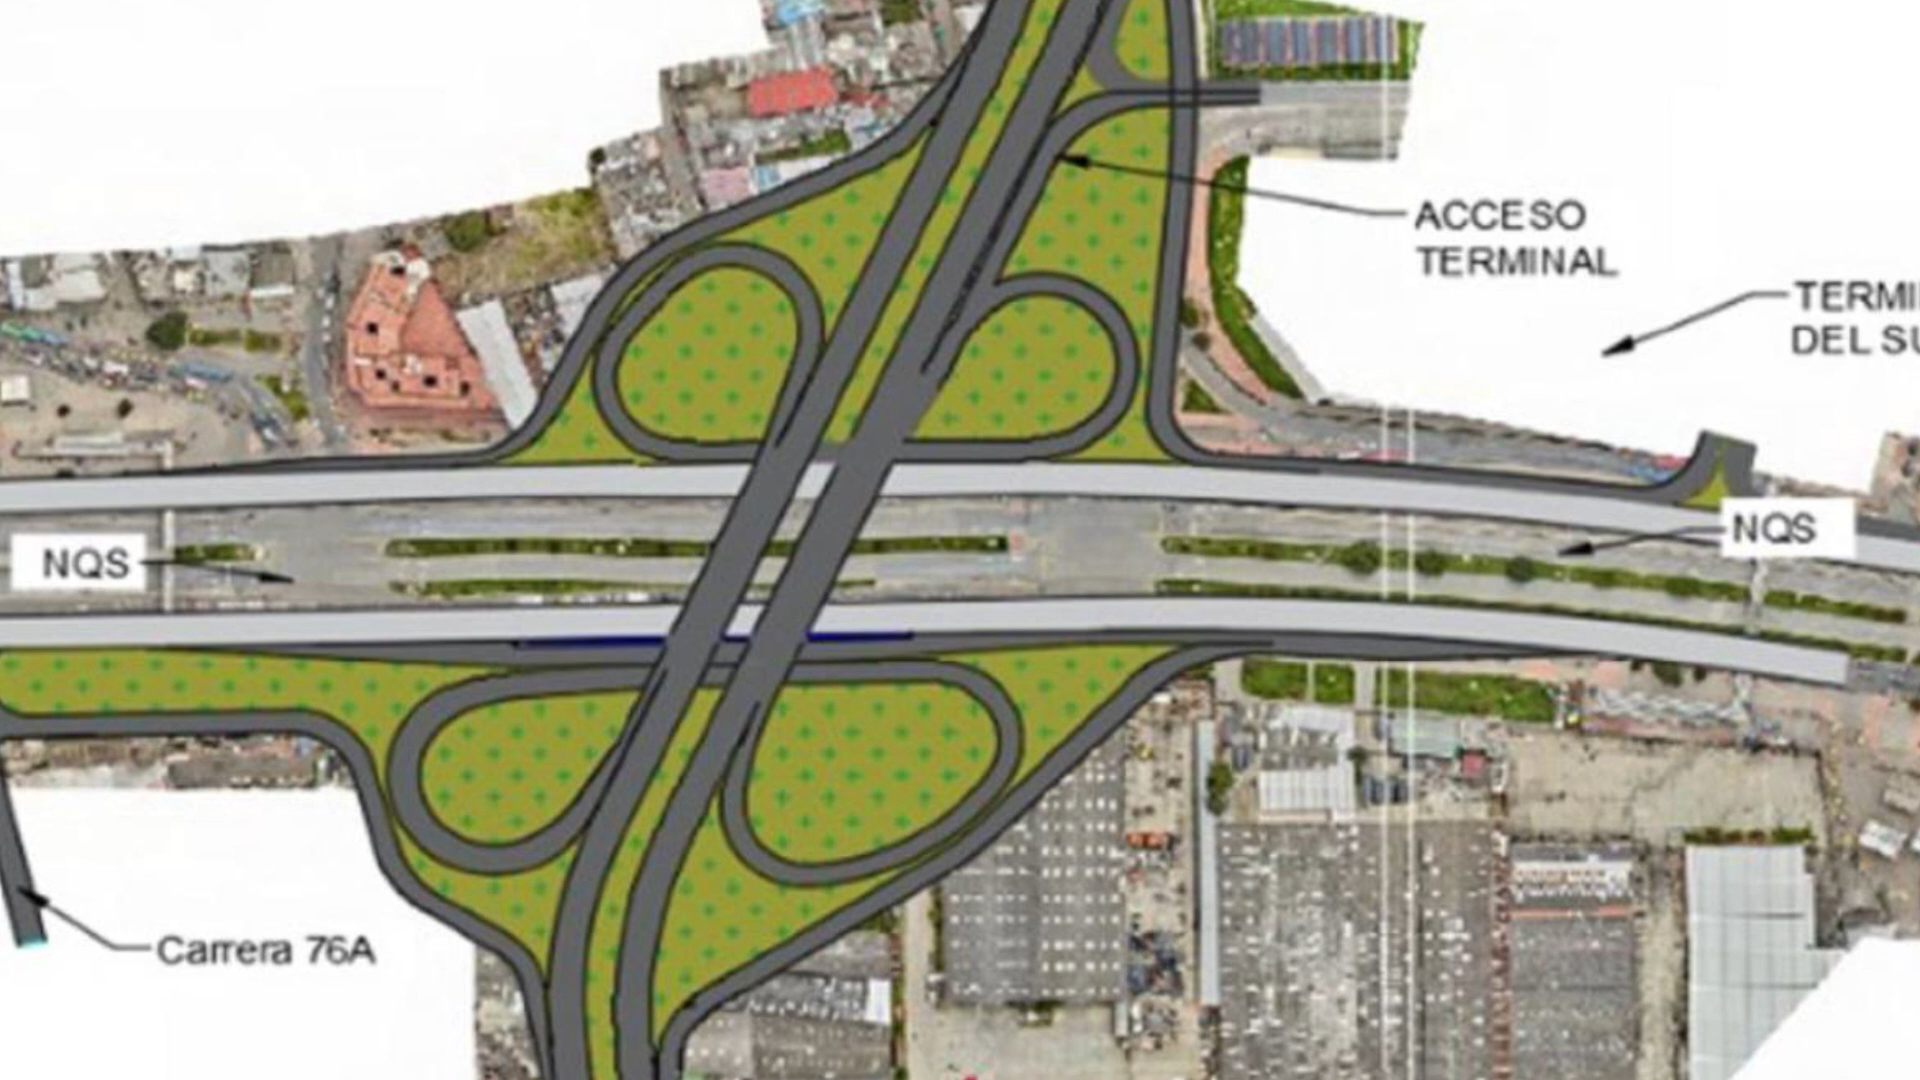 ACCESO
TERMINAL
TERMI
DEL SU
NQS
NQS
Carrera 76A